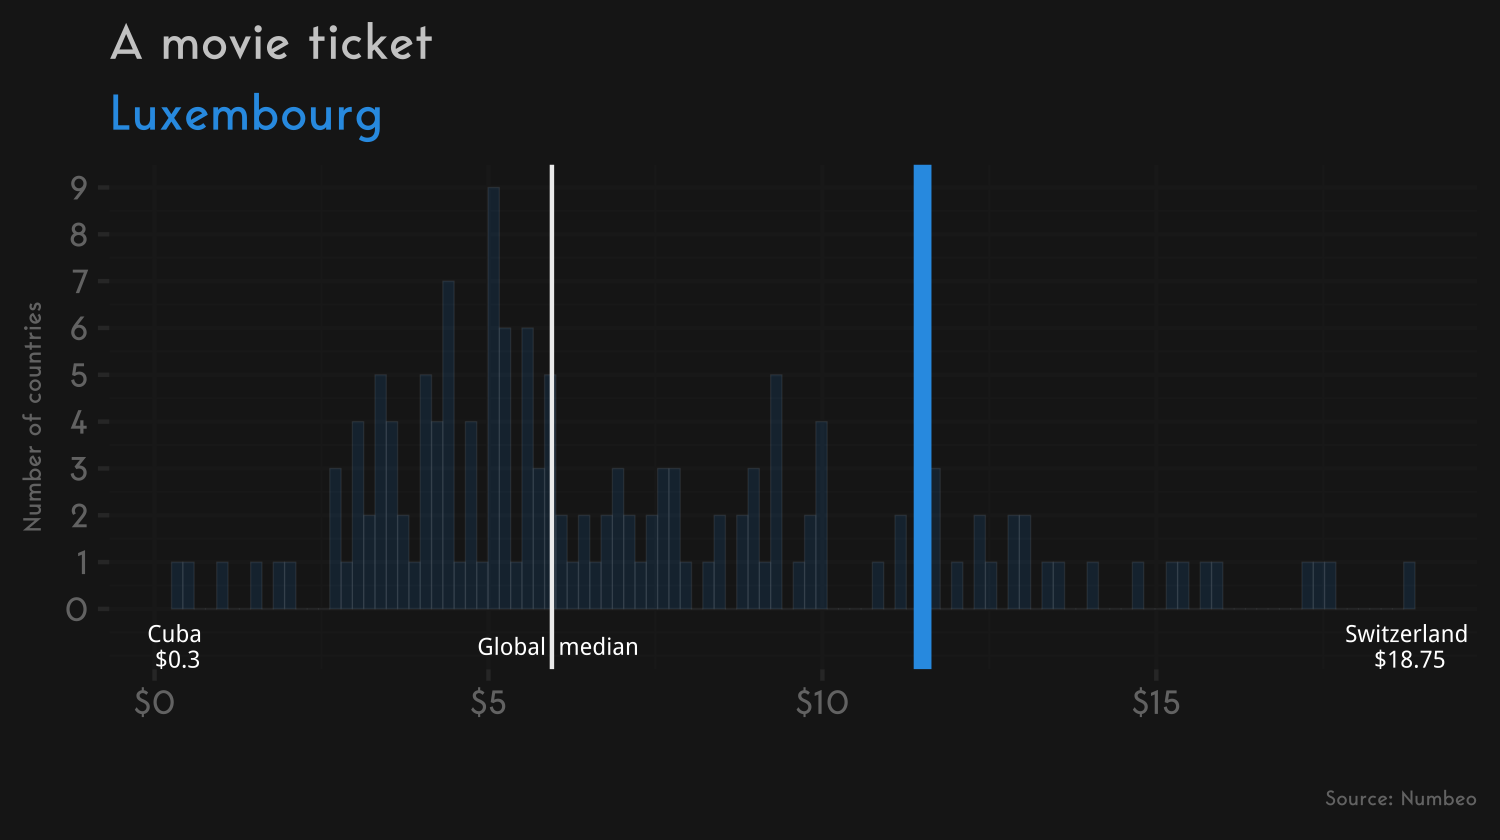 A movie ticket
Luxembourg
Number of countries
9
8
7
6
5
4
3
2
1
0
Cuba
$0.3
Global median
Switzerland
$18.75
$0 $5 $10 $15
Source: Numbeo